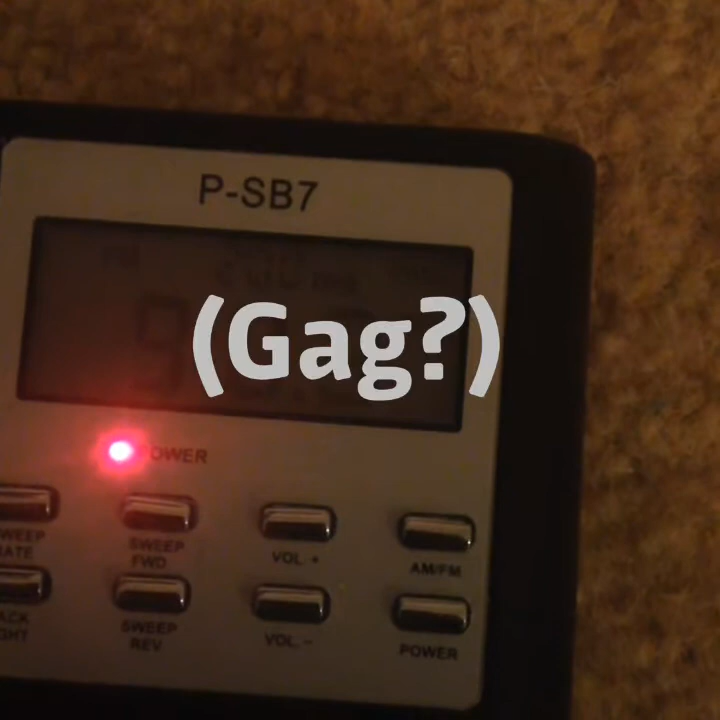 P-SB7
(Gag?)
POWER
SWEEP FWD
VOL. +
AM/FM
SWEEP REV
VOL. -
POWER